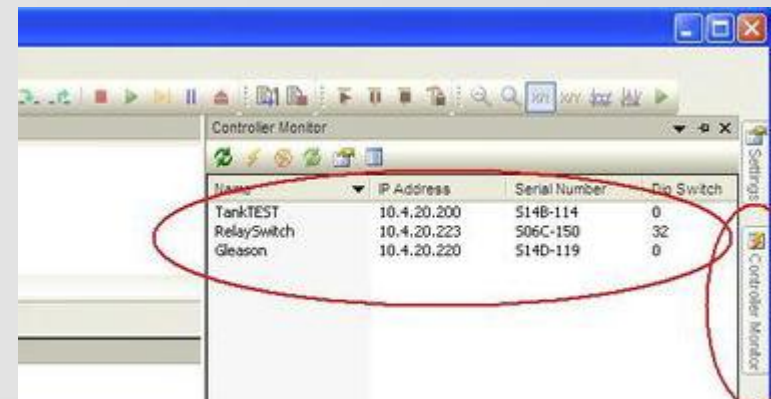 Controller Monitor
Name IP Address Serial Number Dip Switch
TankTEST 10.4.20.200 S14B-114 0
RelaySwitch 10.4.20.223 S06C-150 32
Gleason 10.4.20.220 S14D-119 0
Settings
Controller Monitor